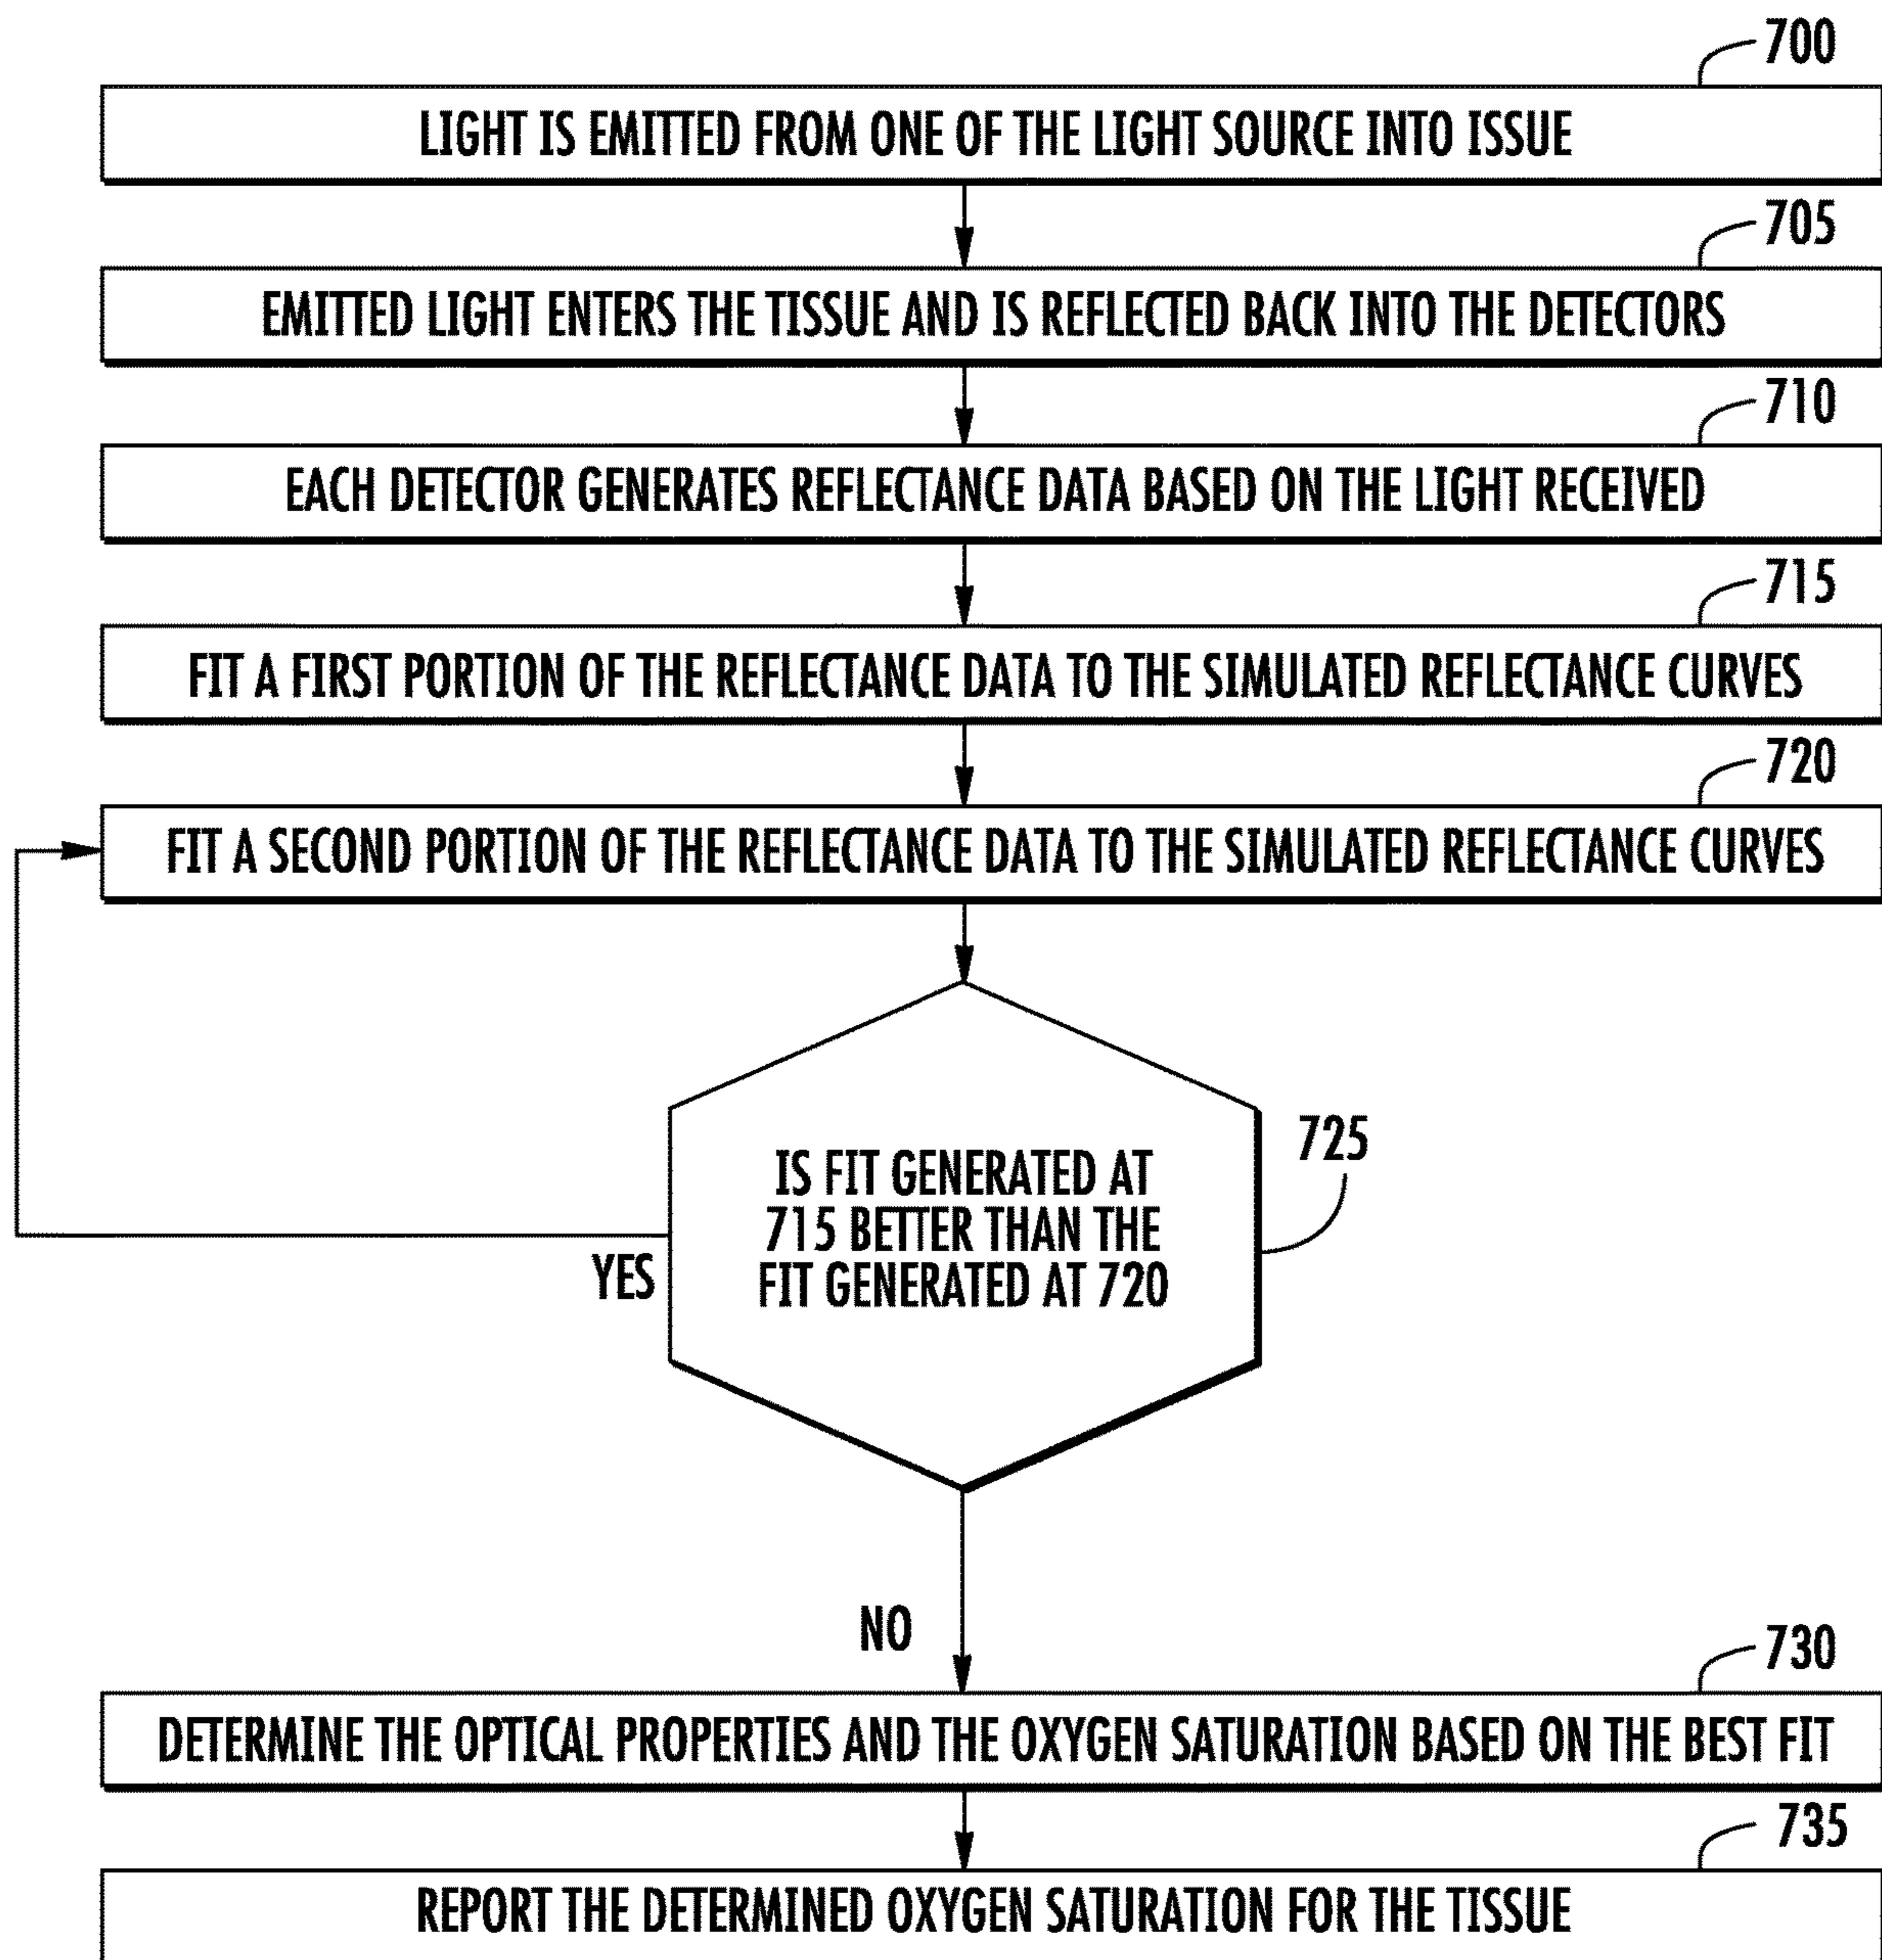 700
LIGHT IS EMITTED FROM ONE OF THE LIGHT SOURCE INTO ISSUE
705
EMITTED LIGHT ENTERS THE TISSUE AND IS REFLECTED BACK INTO THE DETECTORS
710
EACH DETECTOR GENERATES REFLECTANCE DATA BASED ON THE LIGHT RECEIVED
715
FIT A FIRST PORTION OF THE REFLECTANCE DATA TO THE SIMULATED REFLECTANCE CURVES
720
FIT A SECOND PORTION OF THE REFLECTANCE DATA TO THE SIMULATED REFLECTANCE CURVES
725
IS FIT GENERATED AT
715 BETTER THAN THE
FIT GENERATED AT 720
YES
NO
730
DETERMINE THE OPTICAL PROPERTIES AND THE OXYGEN SATURATION BASED ON THE BEST FIT
735
REPORT THE DETERMINED OXYGEN SATURATION FOR THE TISSUE